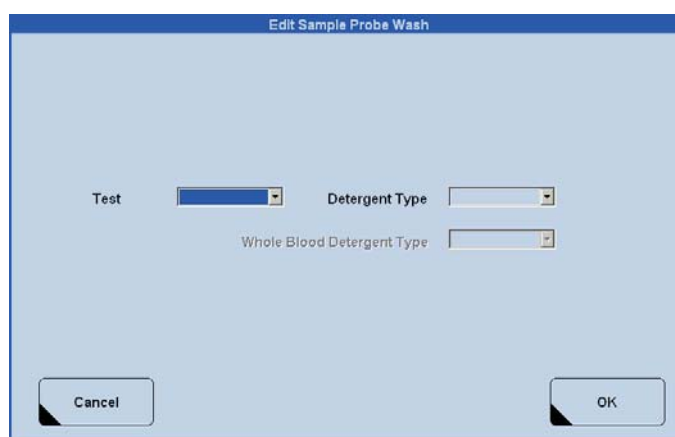 Edit Sample Probe Wash
Test Detergent Type
Whole Blood Detergent Type
Cancel OK